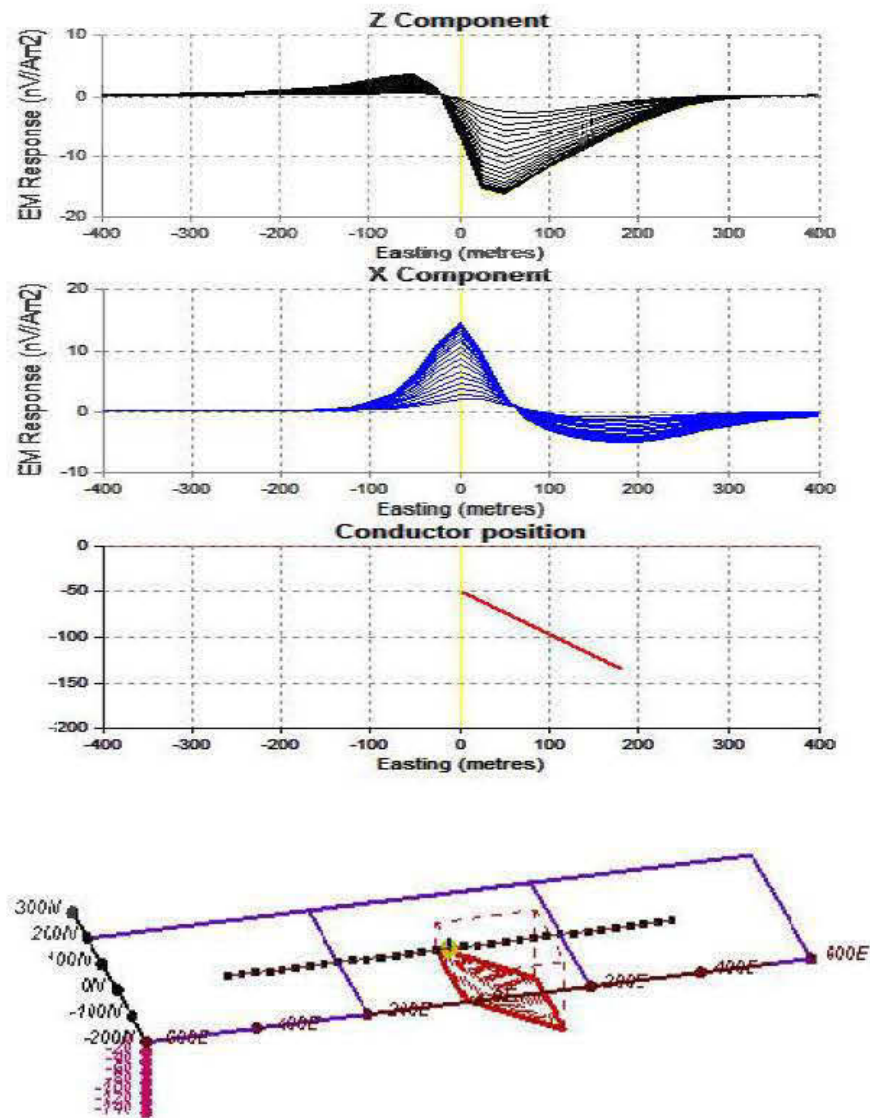 Z Component
EM Response (nV/Am2)
10
0
-10
-20
-400 -300 -200 -100 0 100 200 300 400
Easting (metres)
X Component
EM Response (nV/Am2)
20
10
0
-10
-400 -300 -200 -100 0 100 200 300 400
Easting (metres)
Conductor position
0
-50
-100
-150
-200
-400 -300 -200 -100 0 100 200 300 400
Easting (metres)
300N
200N
100N
0N
-100N
-200N
-600E -400E -200E 0E 200E 400E 600E